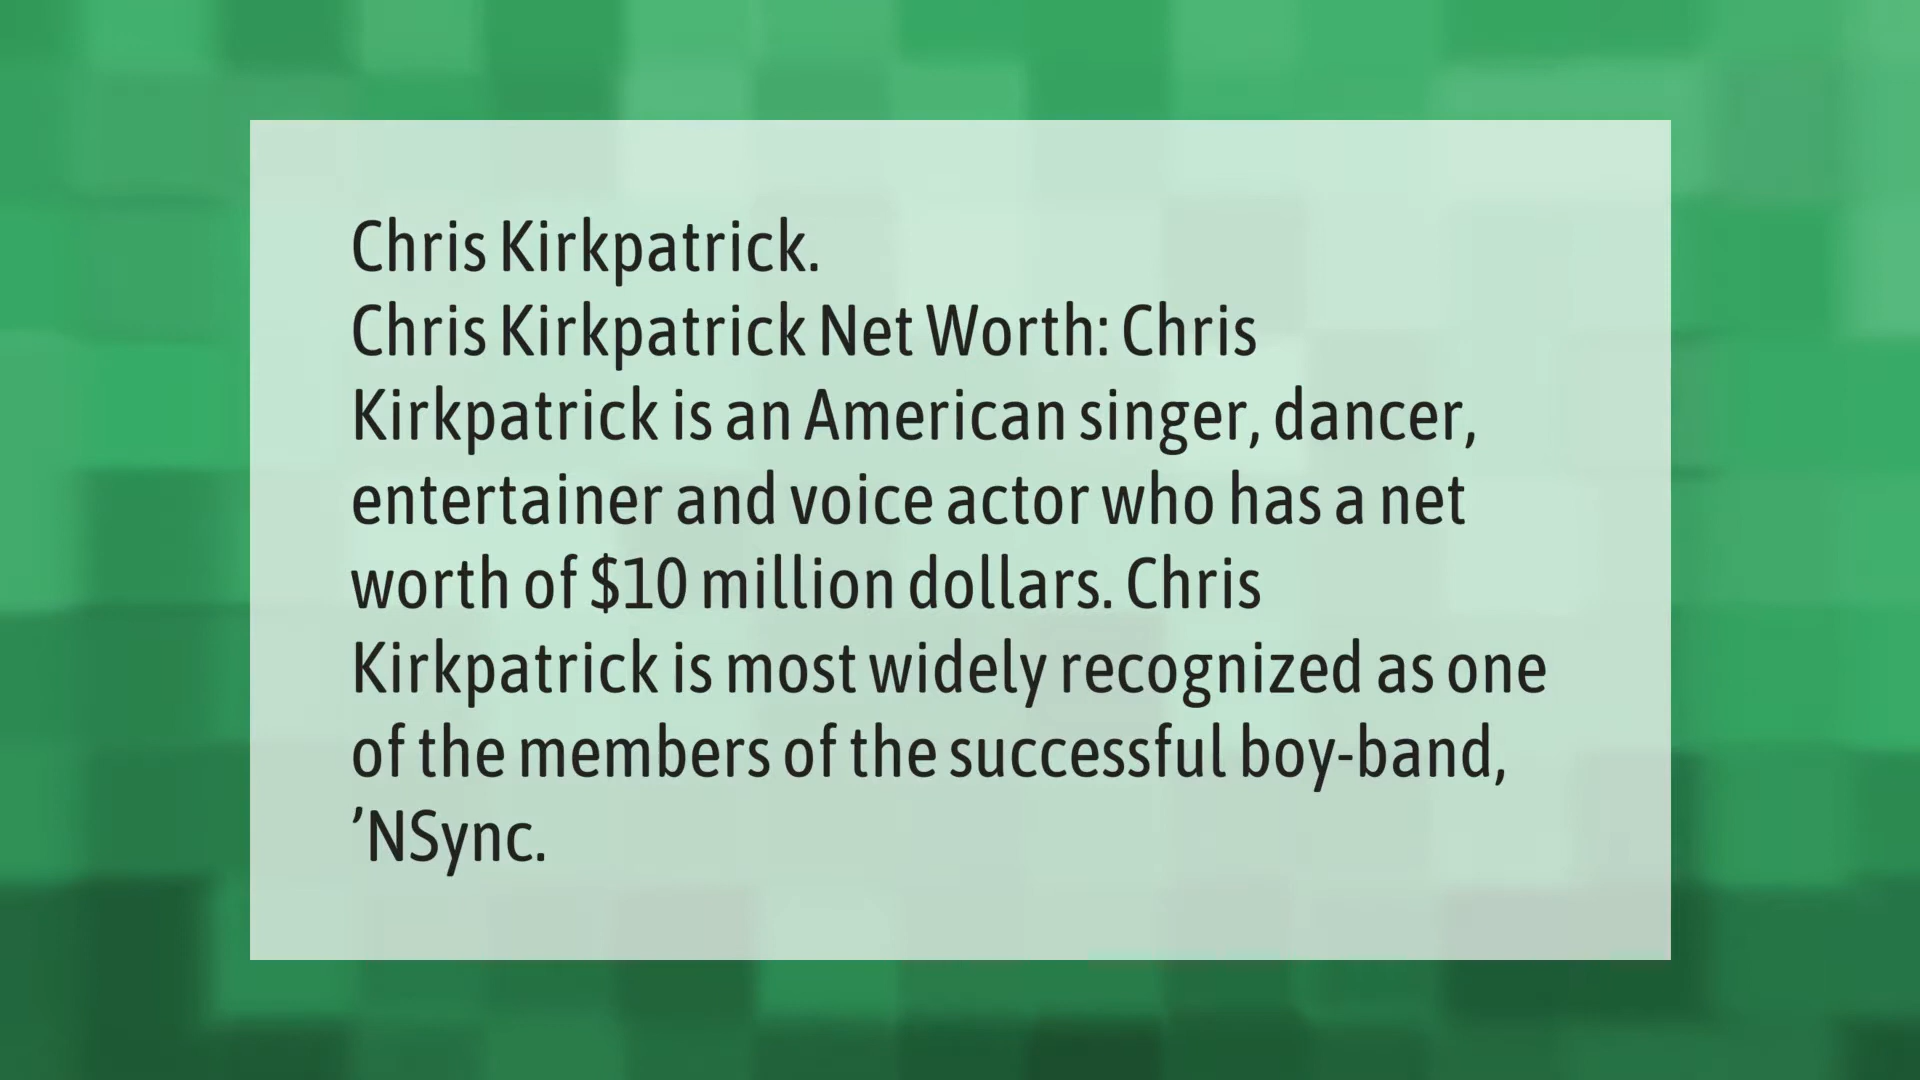 Chris Kirkpatrick.
Chris Kirkpatrick Net Worth: Chris
Kirkpatrick is an American singer, dancer,
entertainer and voice actor who has a net
worth of $10 million dollars. Chris
Kirkpatrick is most widely recognized as one
of the members of the successful boy-band,
’NSync.